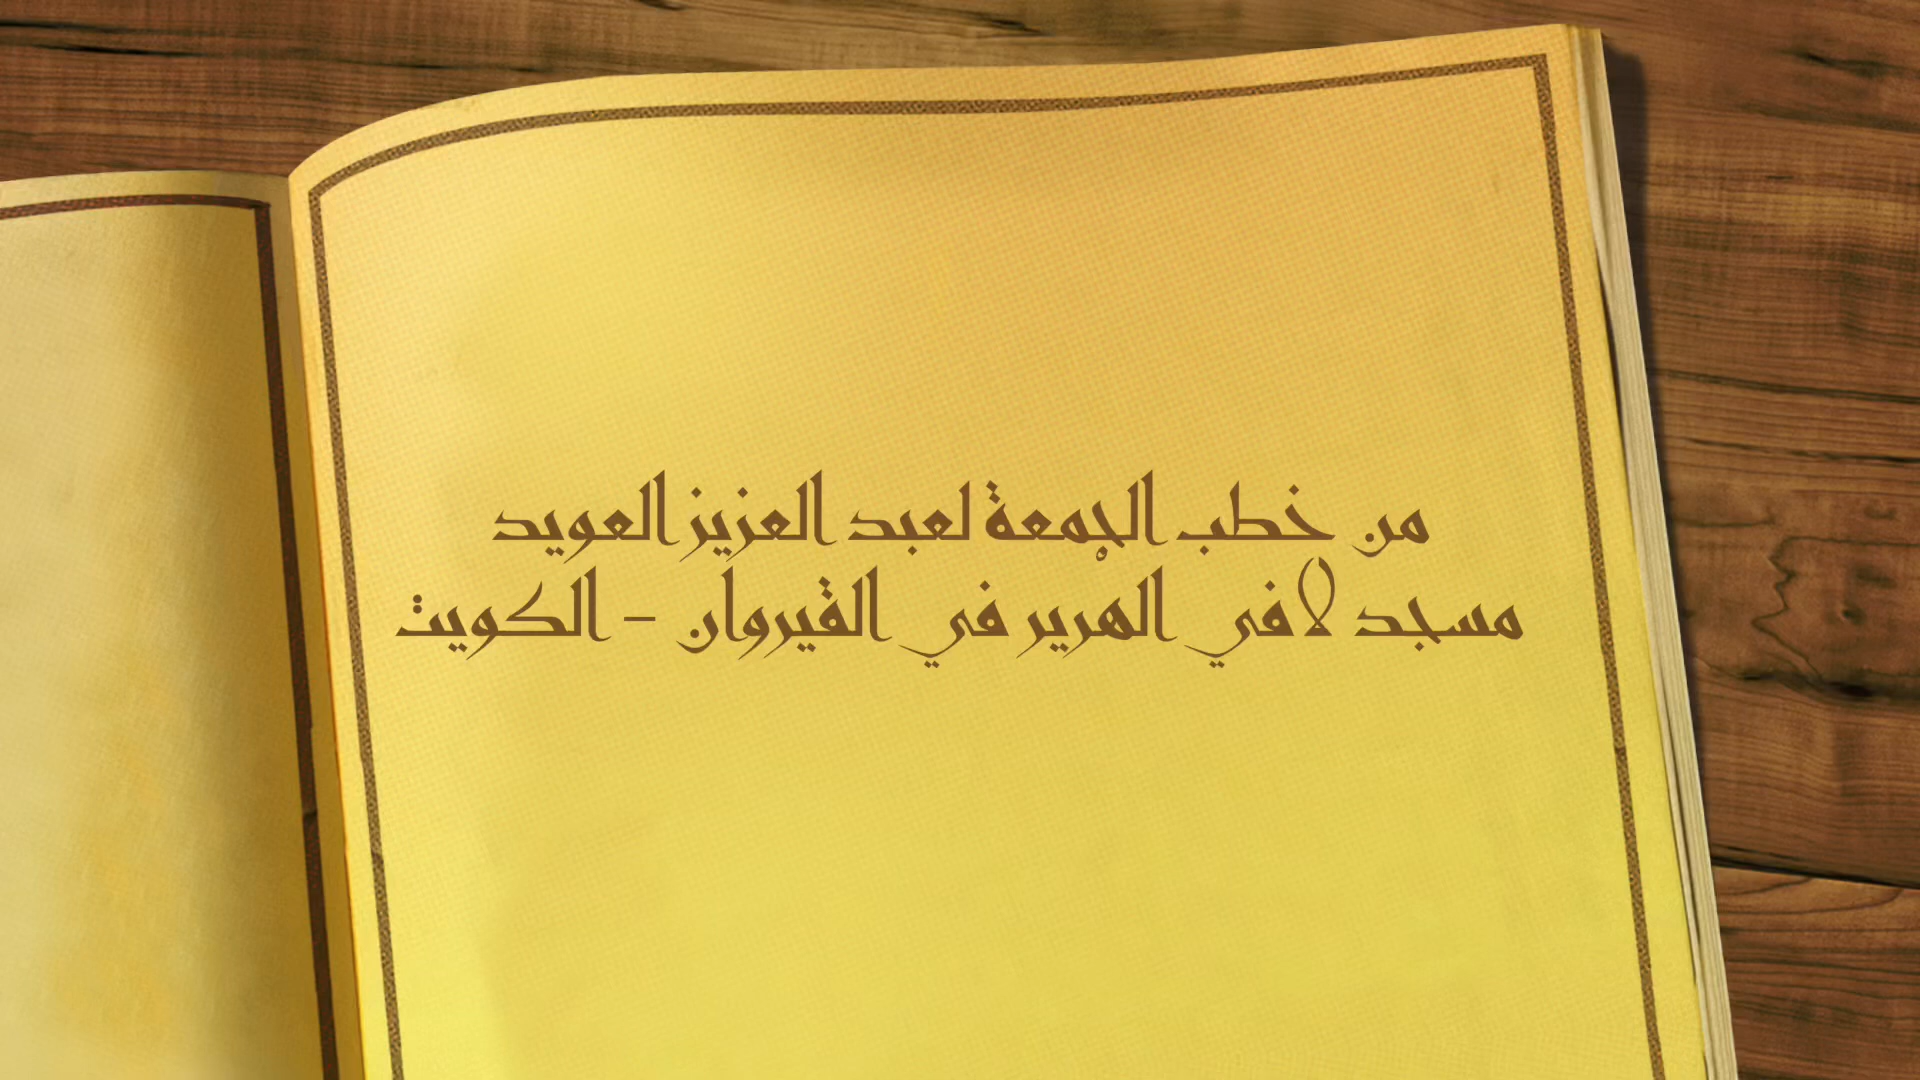 من خطب الجمعة لعبد العزيز العويد
مسجد لافي الهرير في القيروان - الكويت